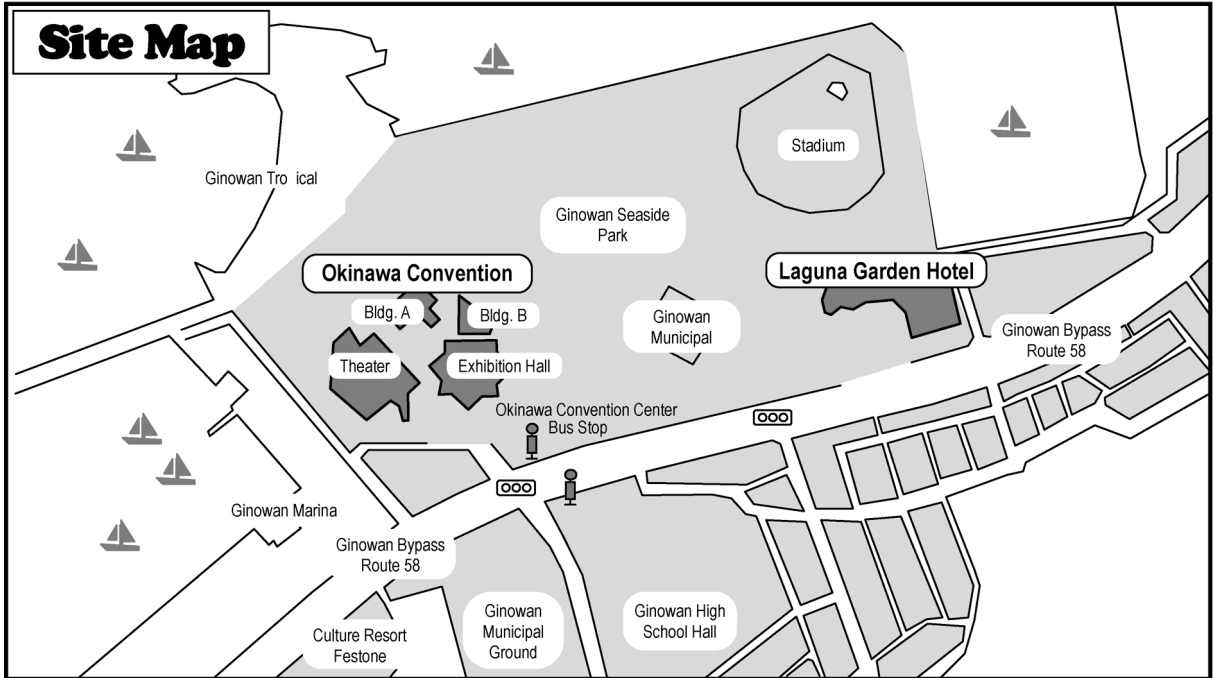 Site Map
Stadium
Ginowan Tro ical
Ginowan Seaside
Park
Okinawa Convention
Laguna Garden Hotel
Bldg. A
Bldg. B
Ginowan
Municipal
Ginowan Bypass
Route 58
Theater
Exhibition Hall
Okinawa Convention Center
Bus Stop
Ginowan Marina
Ginowan Bypass
Route 58
Culture Resort
Festone
Ginowan
Municipal
Ground
Ginowan High
School Hall